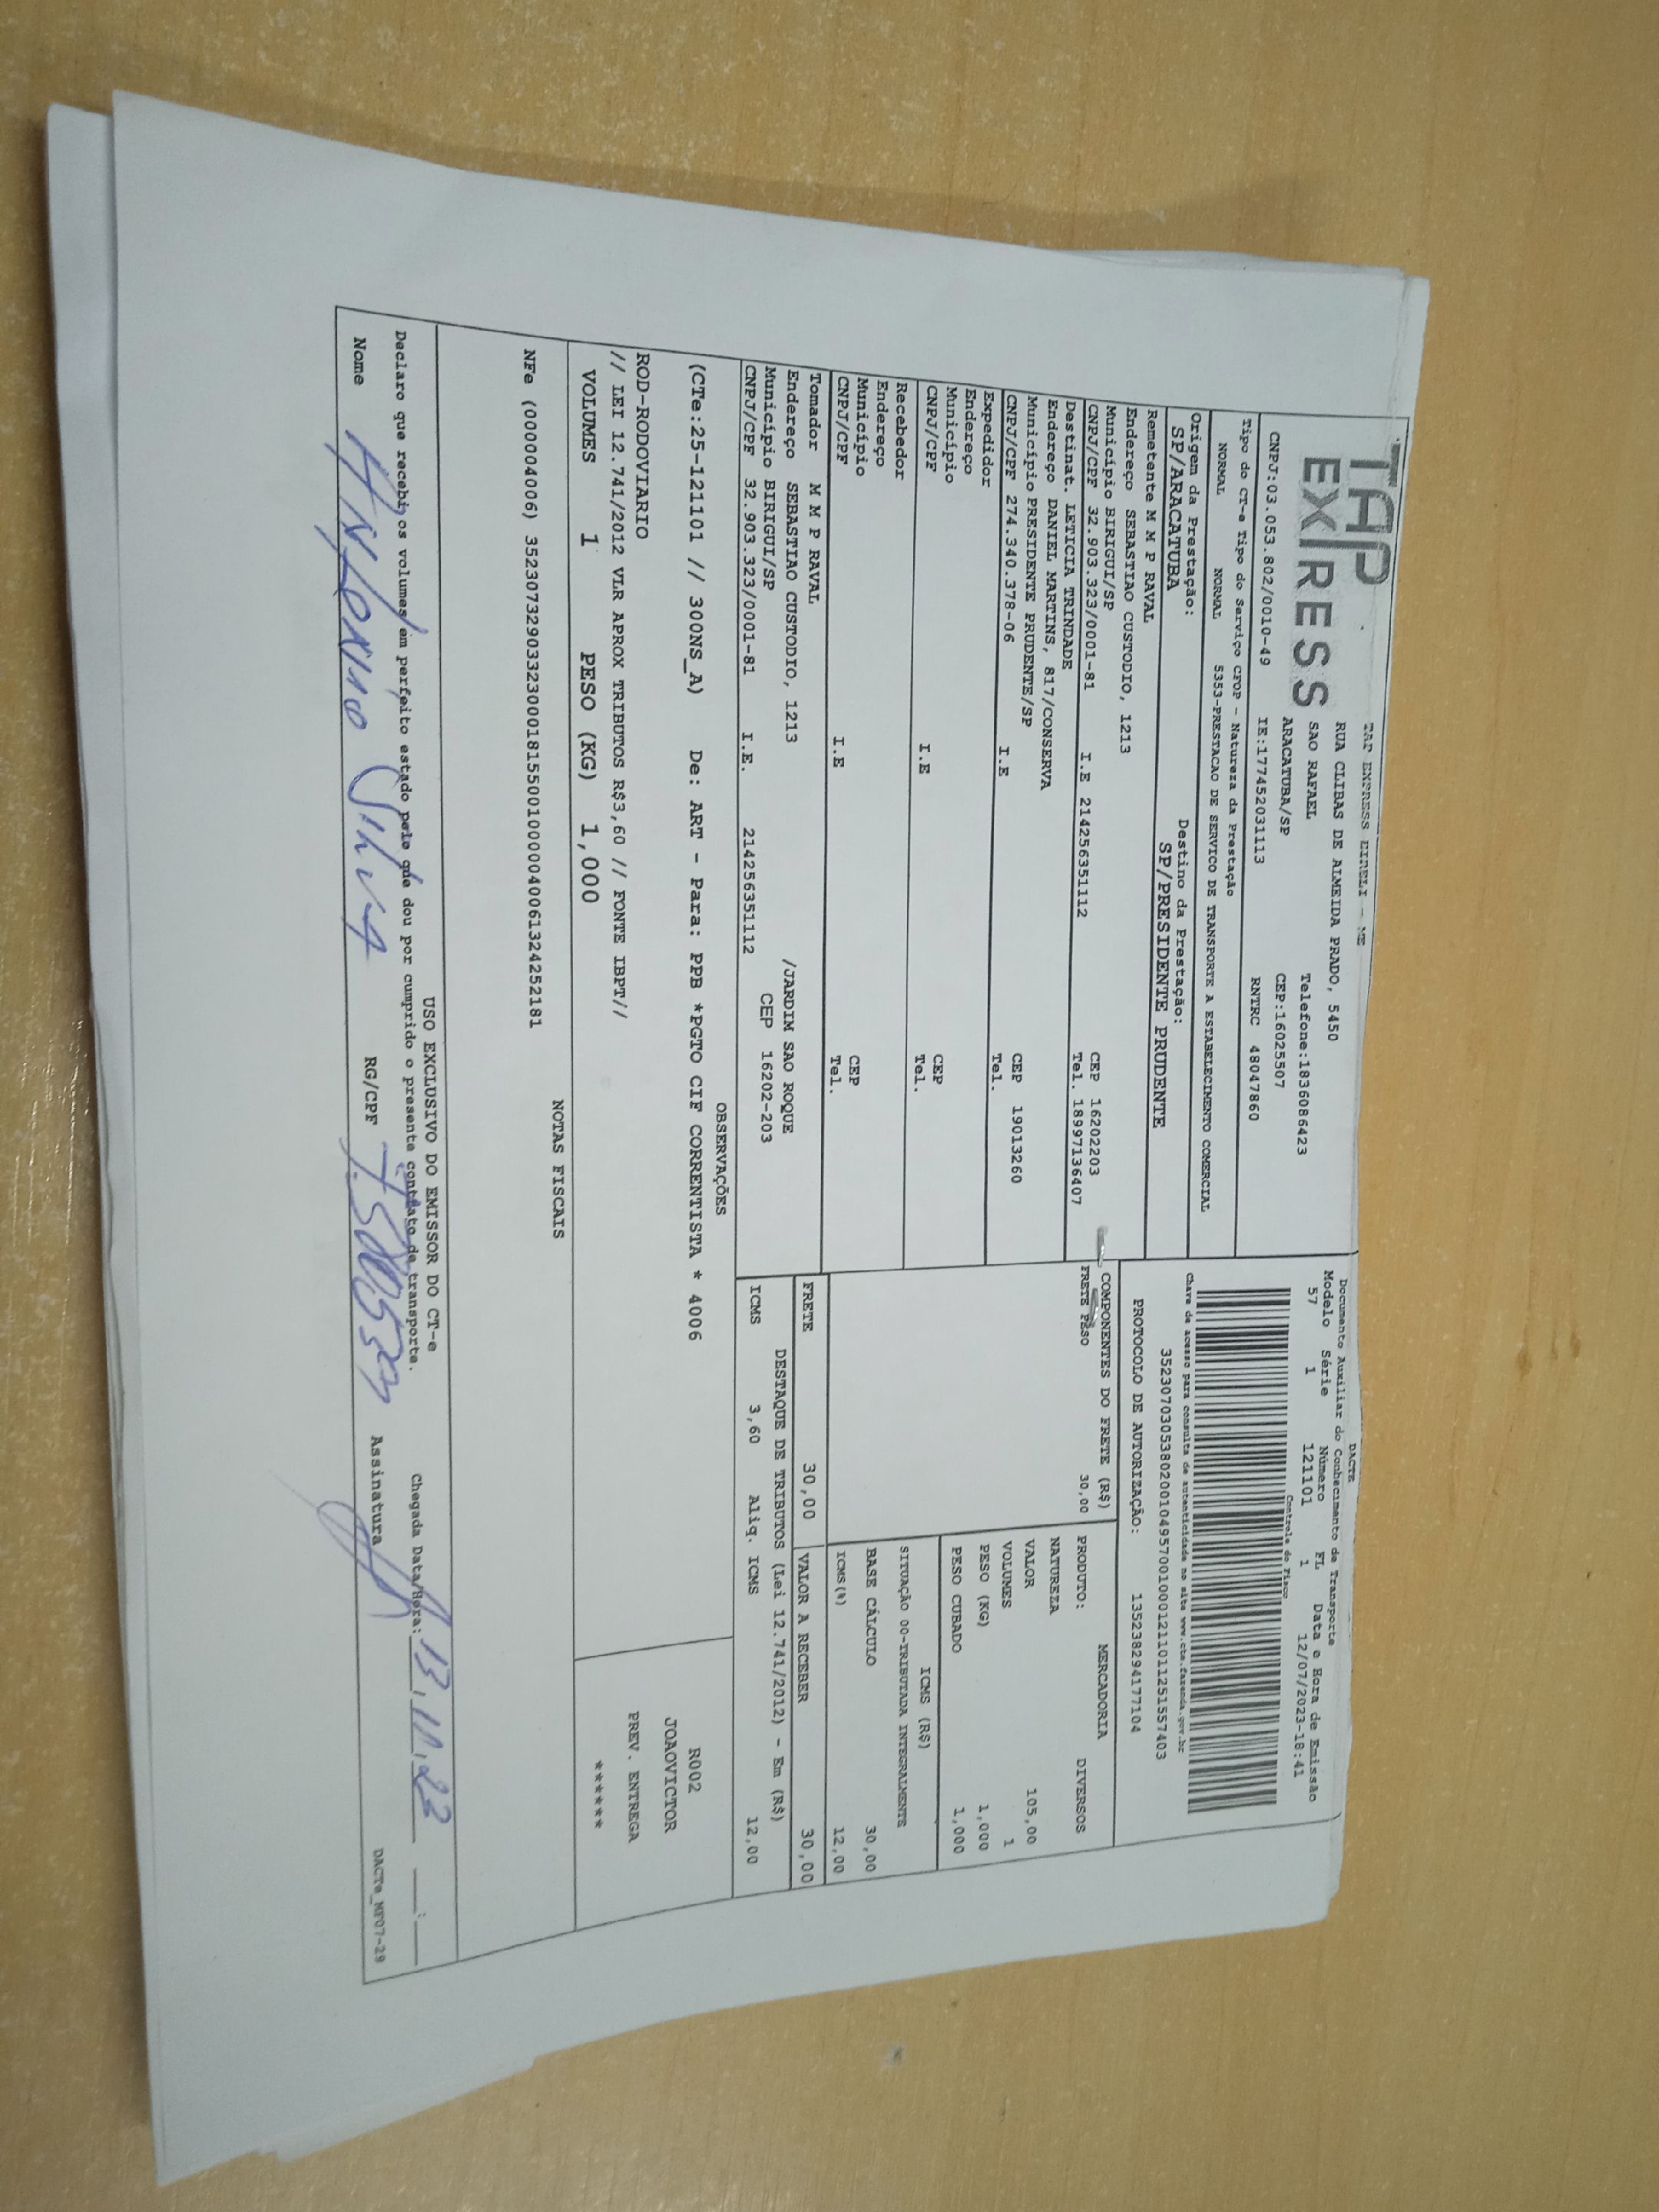 TAP
EXPRESS
TAP EXPRESS EIRELI - ME
RUA CLIBAS DE ALMEIDA PRADO, 5450
SAO RAFAEL Telefone:1836086423
ARACATUBA/SP CEP:16025507
CNPJ:03.053.802/0010-49 IE:177452031113 RNTRC 48047860
DACTE
Documento Auxiliar do Conhecimento de Transporte
Modelo Série Número FL Data e Hora de Emissão
57 1 121101 1 12/07/2023-18:41
Controle do Fisco
Tipo do CT-e Tipo do Serviço CFOP - Natureza da Prestação
NORMAL NORMAL 5353-PRESTACAO DE SERVICO DE TRANSPORTE A ESTABELECIMENTO COMERCIAL
Chave de acesso para consulta de autenticidade no site www.cte.fazenda.gov.br
35230703053802001049570010001211011251557403
PROTOCOLO DE AUTORIZAÇÃO: 135238294177104
Origem da Prestação: Destino da Prestação:
SP/ARACATUBA SP/PRESIDENTE PRUDENTE
Remetente M M P RAVAL
Endereço SEBASTIAO CUSTODIO, 1213
Município BIRIGUI/SP CEP 16202203
CNPJ/CPF 32.903.323/0001-81 I.E 214256351112 Tel. 18997136407
Destinat. LETICIA TRINDADE
Endereço DANIEL MARTINS, 817/CONSERVA
Município PRESIDENTE PRUDENTE/SP CEP 19013260
CNPJ/CPF 274.340.378-06 I.E Tel.
Expedidor
Endereço
Município CEP
CNPJ/CPF I.E Tel.
Recebedor
Endereço
Município CEP
CNPJ/CPF I.E Tel.
Tomador M M P RAVAL
Endereço SEBASTIAO CUSTODIO, 1213 /JARDIM SAO ROQUE
Município BIRIGUI/SP CEP 16202-203
CNPJ/CPF 32.903.323/0001-81 I.E. 214256351112
COMPONENTES DO FRETE (R$)
FRETE PESO 30,00
MERCADORIA
PRODUTO: DIVERSOS
NATUREZA
VALOR 105,00
VOLUMES 1
PESO (KG) 1,000
PESO CUBADO 1,000
ICMS (R$)
SITUAÇÃO 00-TRIBUTADA INTEGRALMENTE
BASE CÁLCULO 30,00
ICMS(%) 12,00
FRETE 30,00 VALOR A RECEBER 30,00
DESTAQUE DE TRIBUTOS (Lei 12.741/2012) - Em (R$)
ICMS 3,60 Aliq. ICMS 12,00
OBSERVAÇÕES
(CTe:25-121101 // 300NS_A) De: ART - Para: PPB *PGTO CIF CORRENTISTA * 4006
ROD-RODOVIARIO
// LEI 12.741/2012 VLR APROX TRIBUTOS R$3,60 // FONTE IBPT//
R002
JOAOVICTOR
PREV. ENTREGA
******
VOLUMES 1 PESO (KG) 1,000
NOTAS FISCAIS
NFe (000004006) 35230732903323000181550010000040061324252181
USO EXCLUSIVO DO EMISSOR DO CT-e
Declaro que recebi os volumes em perfeito estado pelo que dou por cumprido o presente contrato de transporte.
Chegada Data/Hora: ___:___
Nome Antonio Silva RG/CPF Assinatura
DACTe_MF07-29